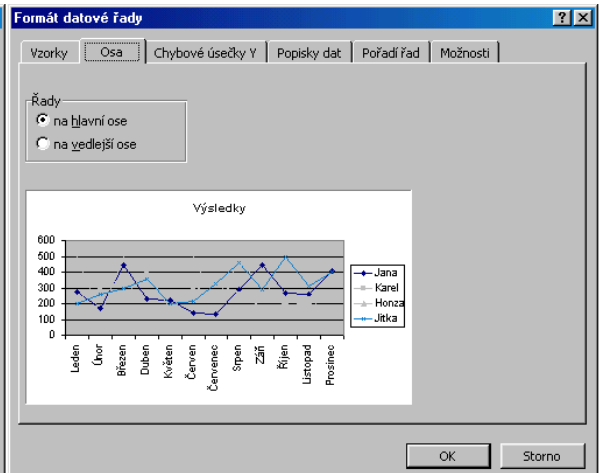 Formát datové řady
Vzorky Osa Chybové úsečky Y Popisky dat Pořadí řad Možnosti
Řady
na hlavní ose
na vedlejší ose
Výsledky
600
500
400
300
200
100
0
Leden Únor Březen Duben Květen Červen Červenec Srpen Září Říjen Listopad Prosinec
Jana
Karel
Honza
Jitka
OK Storno